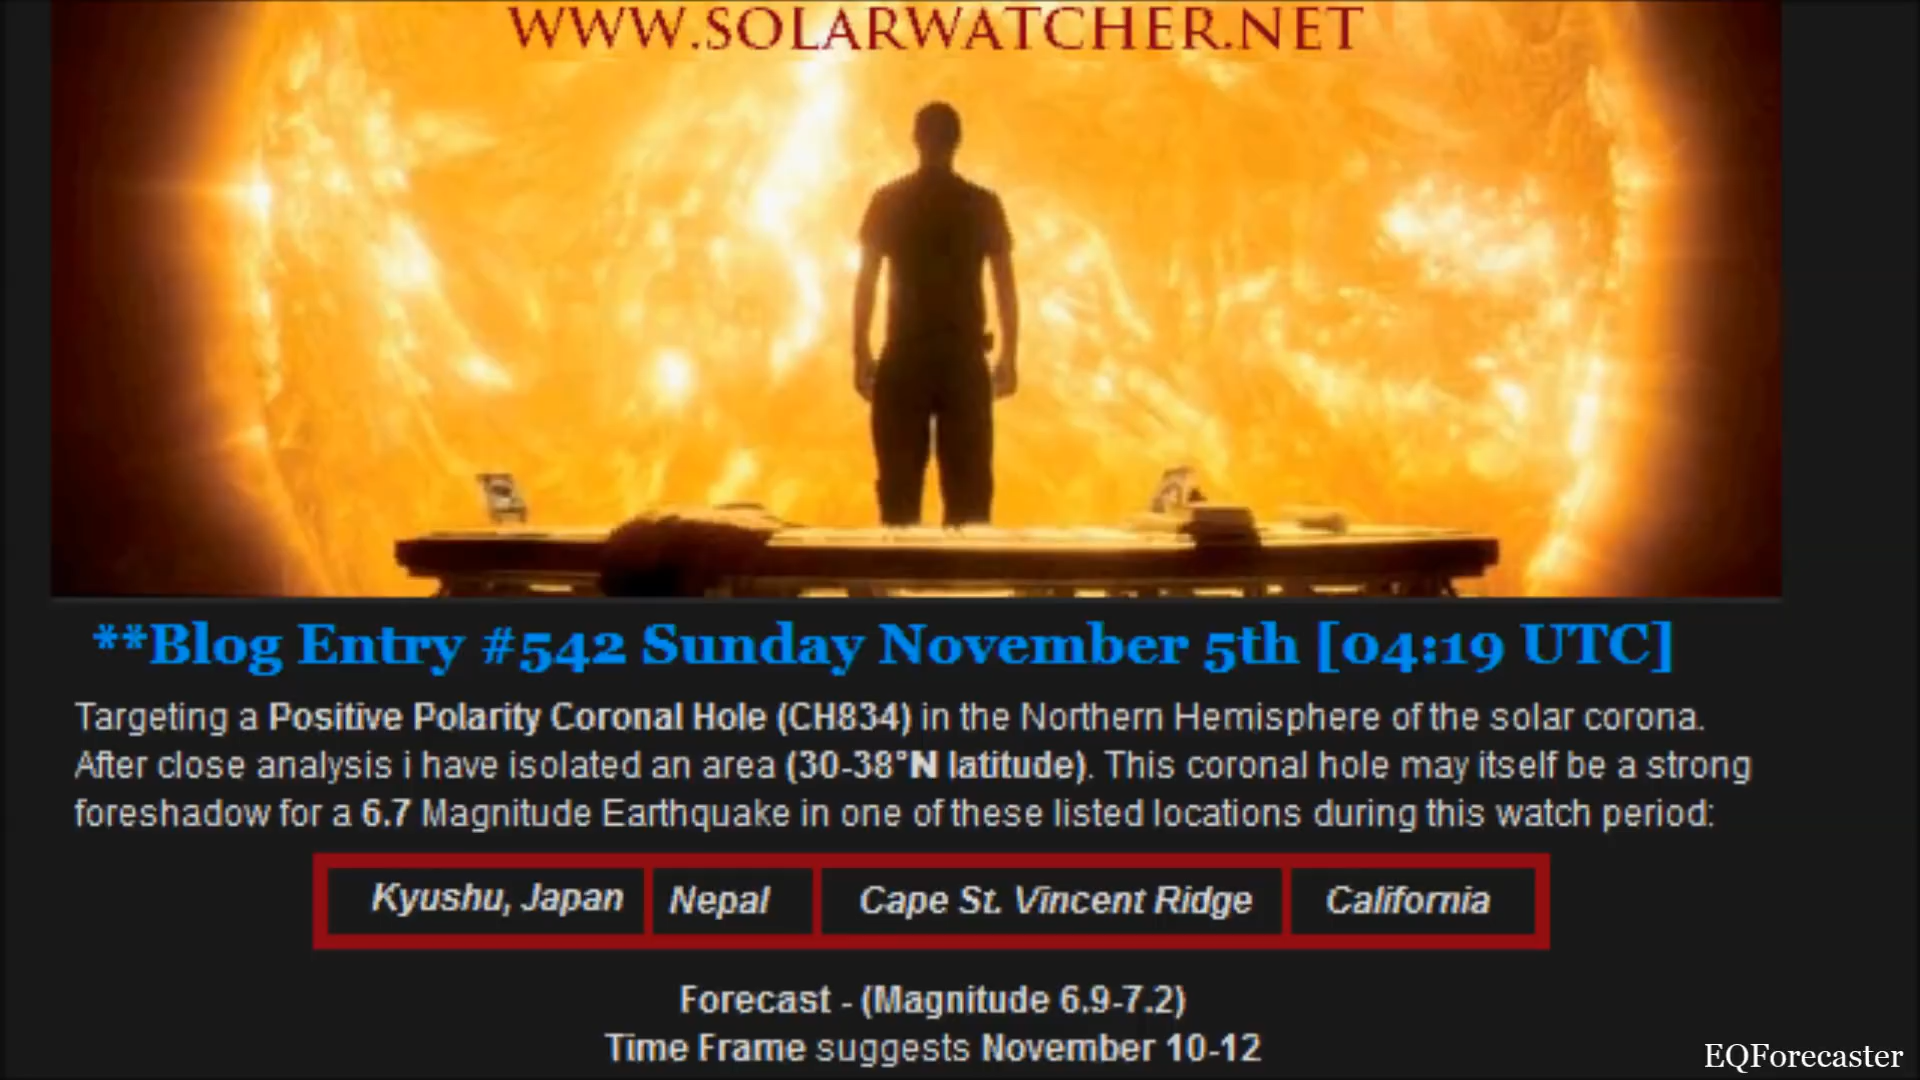 WWW.SOLARWATCHER.NET
**Blog Entry #542 Sunday November 5th [04:19 UTC]
Targeting a Positive Polarity Coronal Hole (CH834) in the Northern Hemisphere of the solar corona.
After close analysis i have isolated an area (30-38°N latitude). This coronal hole may itself be a strong
foreshadow for a 6.7 Magnitude Earthquake in one of these listed locations during this watch period:
Kyushu, Japan Nepal Cape St. Vincent Ridge California
Forecast - (Magnitude 6.9-7.2)
Time Frame suggests November 10-12
EQForecaster